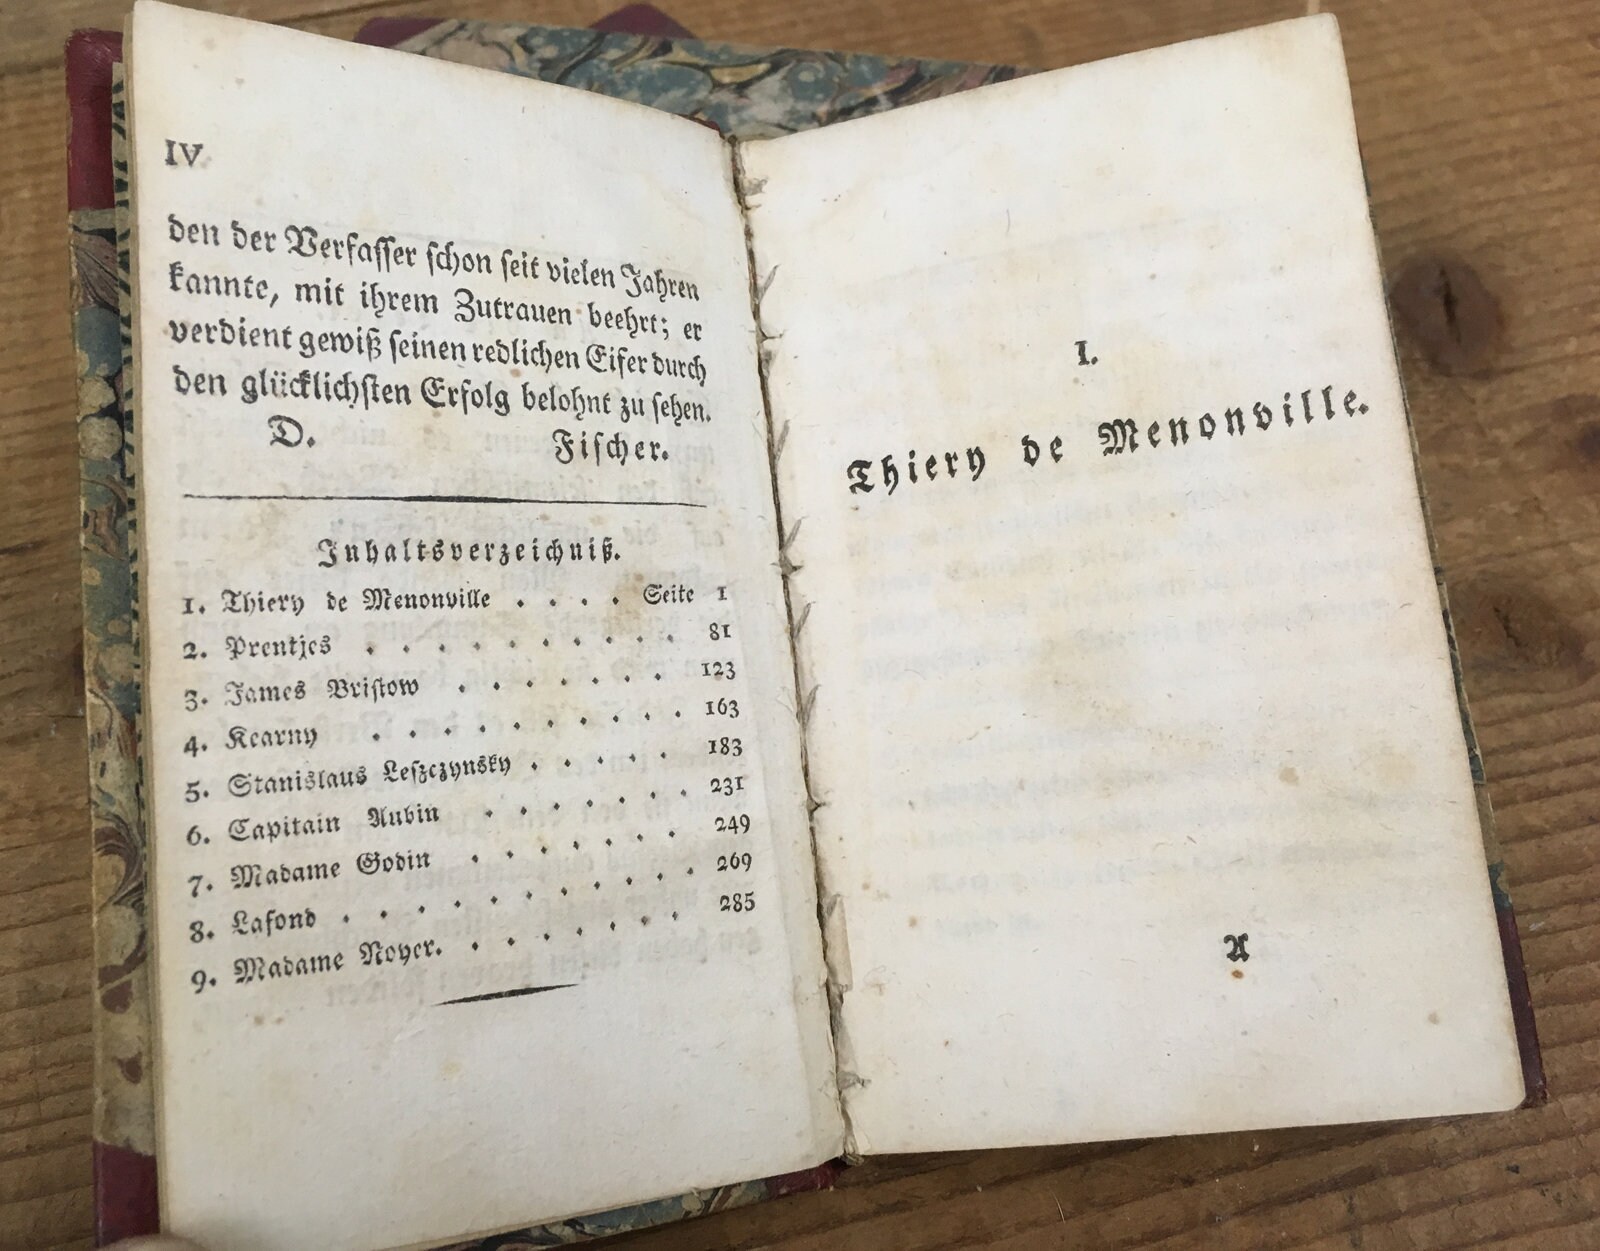 IV
den der Verfasser schon seit vielen Jahren
kannte, mit ihrem Zutrauen beehrt; er
verdient gewiß seinen redlichen Eifer durch
den glücklichsten Erfolg belohnt zu sehen.
D. Fischer.
Inhaltsverzeichniß.
1. Thiery de Menonville . . . . Seite 1
2. Prentjes . . . . . . . . . 81
3. James Bristow . . . . . . . 123
4. Kearny . . . . . . . . . 163
5. Stanislaus Leszczynsky . . . . . 183
6. Capitain Aubin . . . . . . 231
7. Madame Godin . . . . . . 249
8. Lafond . . . . . . . . . . 269
9. Madame Noyer. . . . . . . 285
I.
Thiery de Menonville.
A